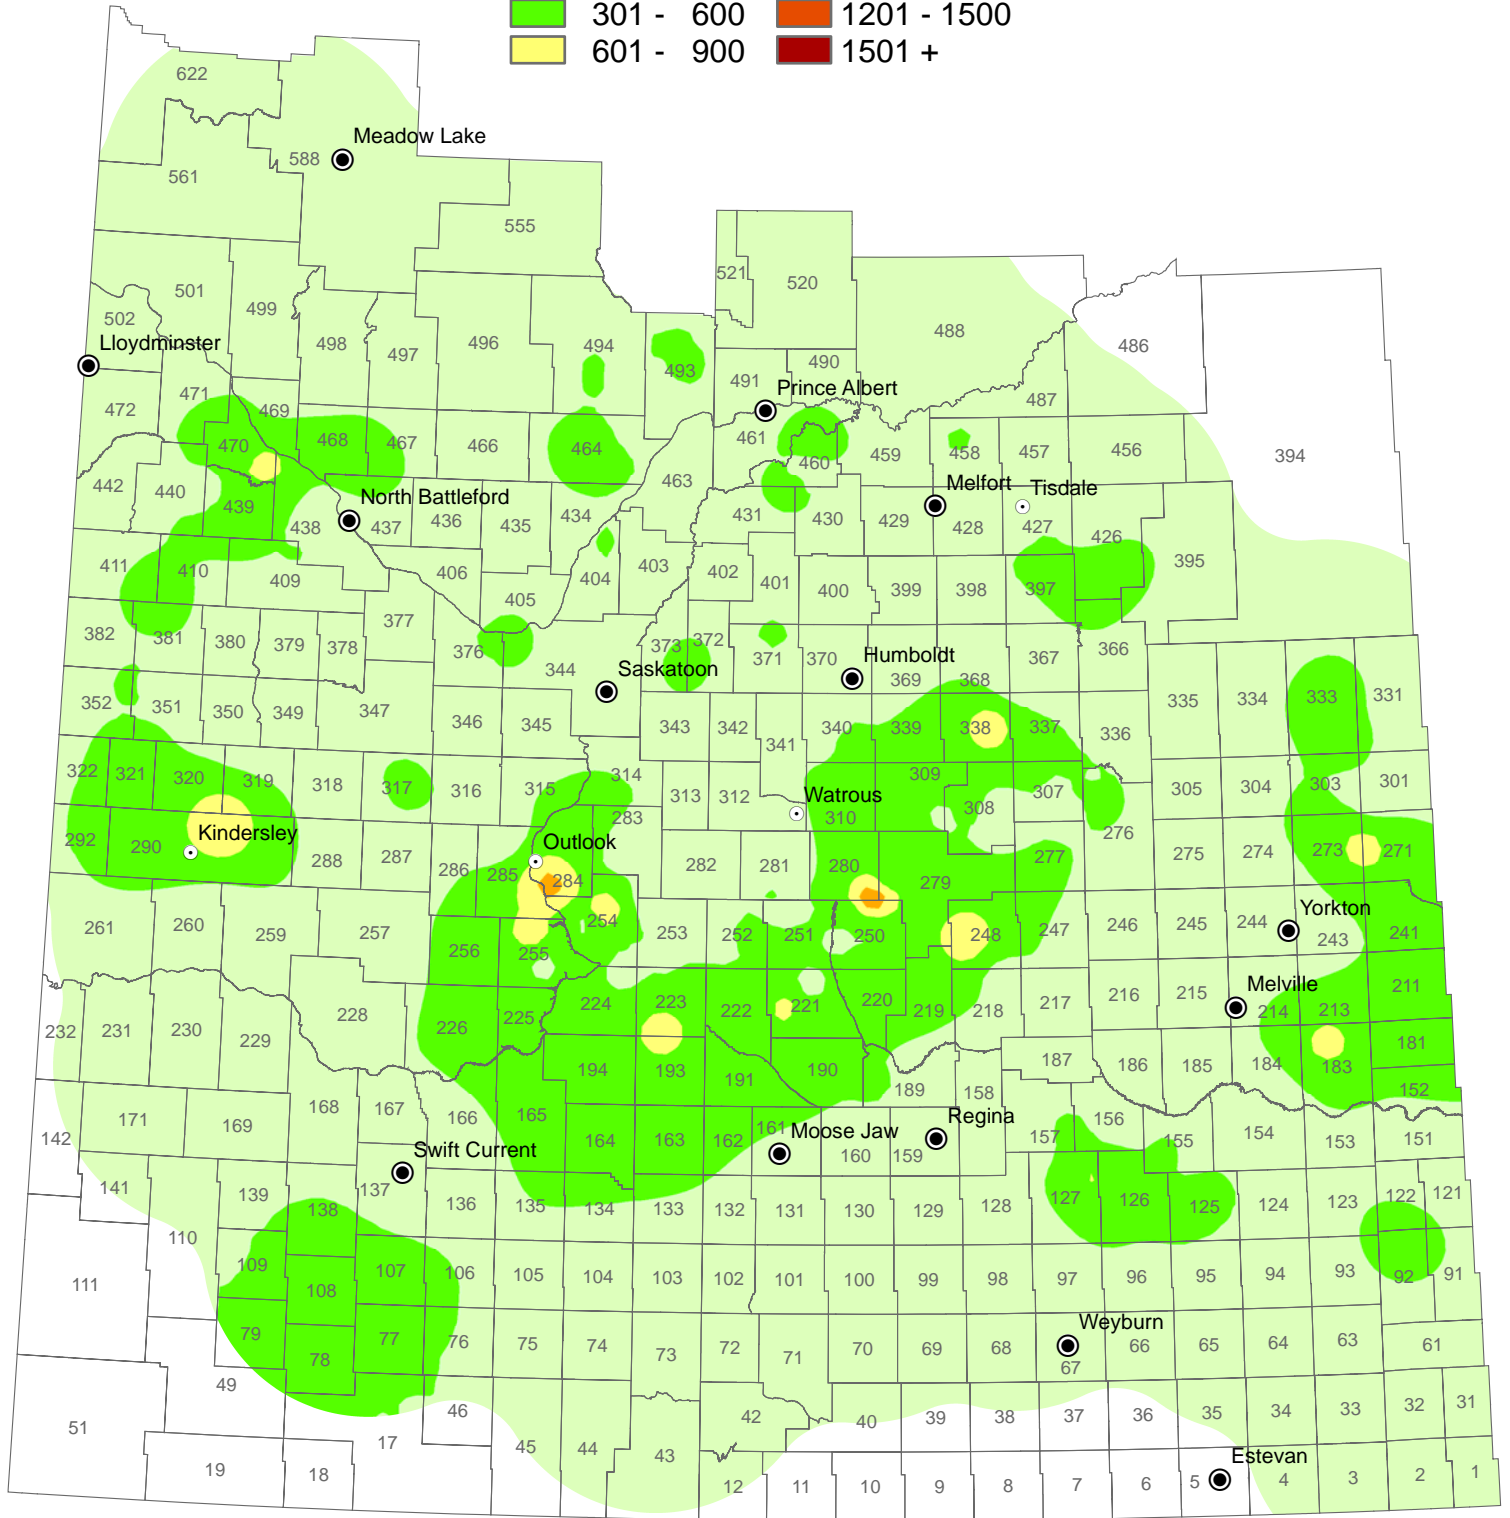 301 - 600 1201 - 1500
601 - 900 1501 +
622
Meadow Lake
588
561
555
521 520
501
499
502
488
486
Lloydminster
498 497 496 494
493
490
491
Prince Albert
472 471 469
487
470 468 467 466 464
461
460 459 458 457 456
394
463
442 440 439 438
North Battleford
437 436 435 434
431 430 429
Melfort
428
Tisdale
427 426
411 410 409 406 405 404 403 402 401 400 399 398 397 395
382 381 380 379 378 377 376 344
373 372 371 370
Humboldt
369 368 367 366
Saskatoon
352 351 350 349 347 346 345 343 342 341 340 339 338 337 336 335 334 333 331
322 321 320 319 318 317 316 315 314 313 312
Watrous
310 309 308 307 276 305 304 303 301
283
292 290
Kindersley
288 287 286 285
Outlook
284 282 281 280 279 277 275 274 273 271
261 260 259 257 256 255 254 253 252 251 250 248 247 246 245 244
Yorkton
243 241
232 231 230 229 228 226 225 224 223 222 221 220 219 218 217 216 215
Melville
214 213 211
194 193 191 190 189 187 186 185 184 183 181
171 169 168 167 166 165 164 163 162 161
Moose Jaw
160 159
Regina
158 157 156 155 154 153 152 151
142 141 139 138 137
Swift Current
136 135 134 133 132 131 130 129 128 127 126 125 124 123 122 121
111 110 109 108 107 106 105 104 103 102 101 100 99 98 97 96 95 94 93 92 91
79 78 77 76 75 74 73 72 71 70 69 68
Weyburn
67 66 65 64 63 61
51 49 46 45 44 43 42 40 39 38 37 36 35 34 33 32 31
19 18 17 12 11 10 9 8 7 6 5
Estevan
4 3 2 1